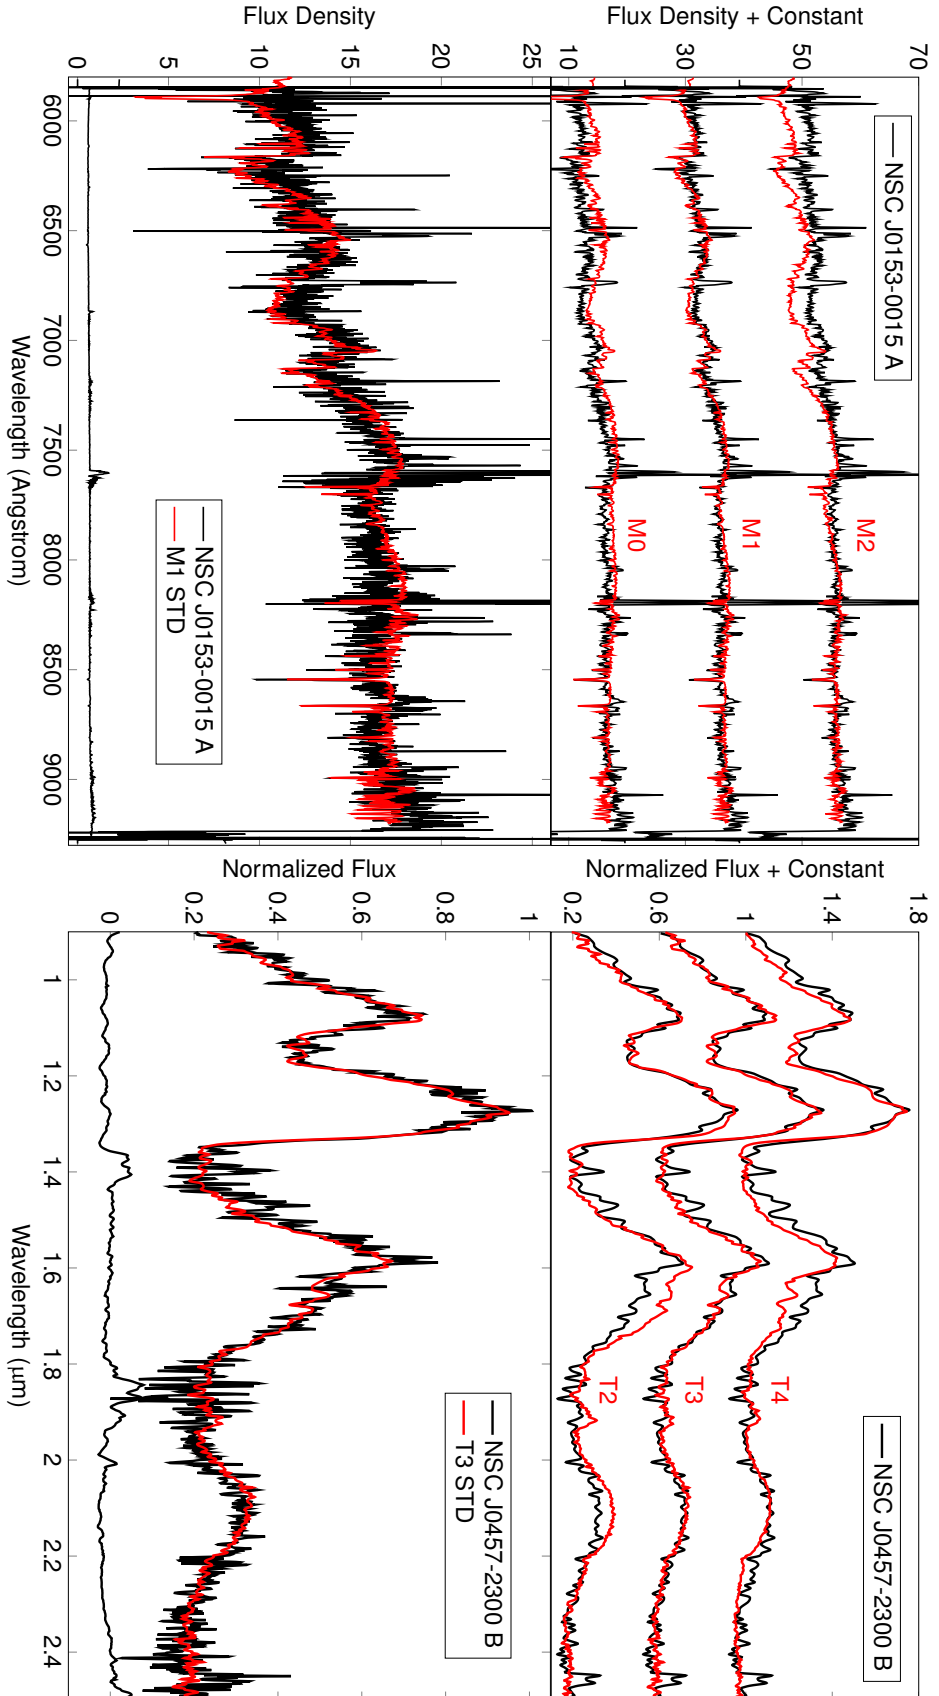 Flux Density + Constant
10
30
50
70
NSC J0153-0015 A
M2
M1
M0
Flux Density
0
5
10
15
20
25
6000
6500
7000
7500
8000
8500
9000
Wavelength (Angstrom)
NSC J0153-0015 A
M1 STD
Normalized Flux + Constant
0.2
0.6
1
1.4
1.8
NSC J0457-2300 B
T4
T3
T2
Normalized Flux
0
0.2
0.4
0.6
0.8
1
1
1.2
1.4
1.6
1.8
2
2.2
2.4
Wavelength (μm)
NSC J0457-2300 B
T3 STD